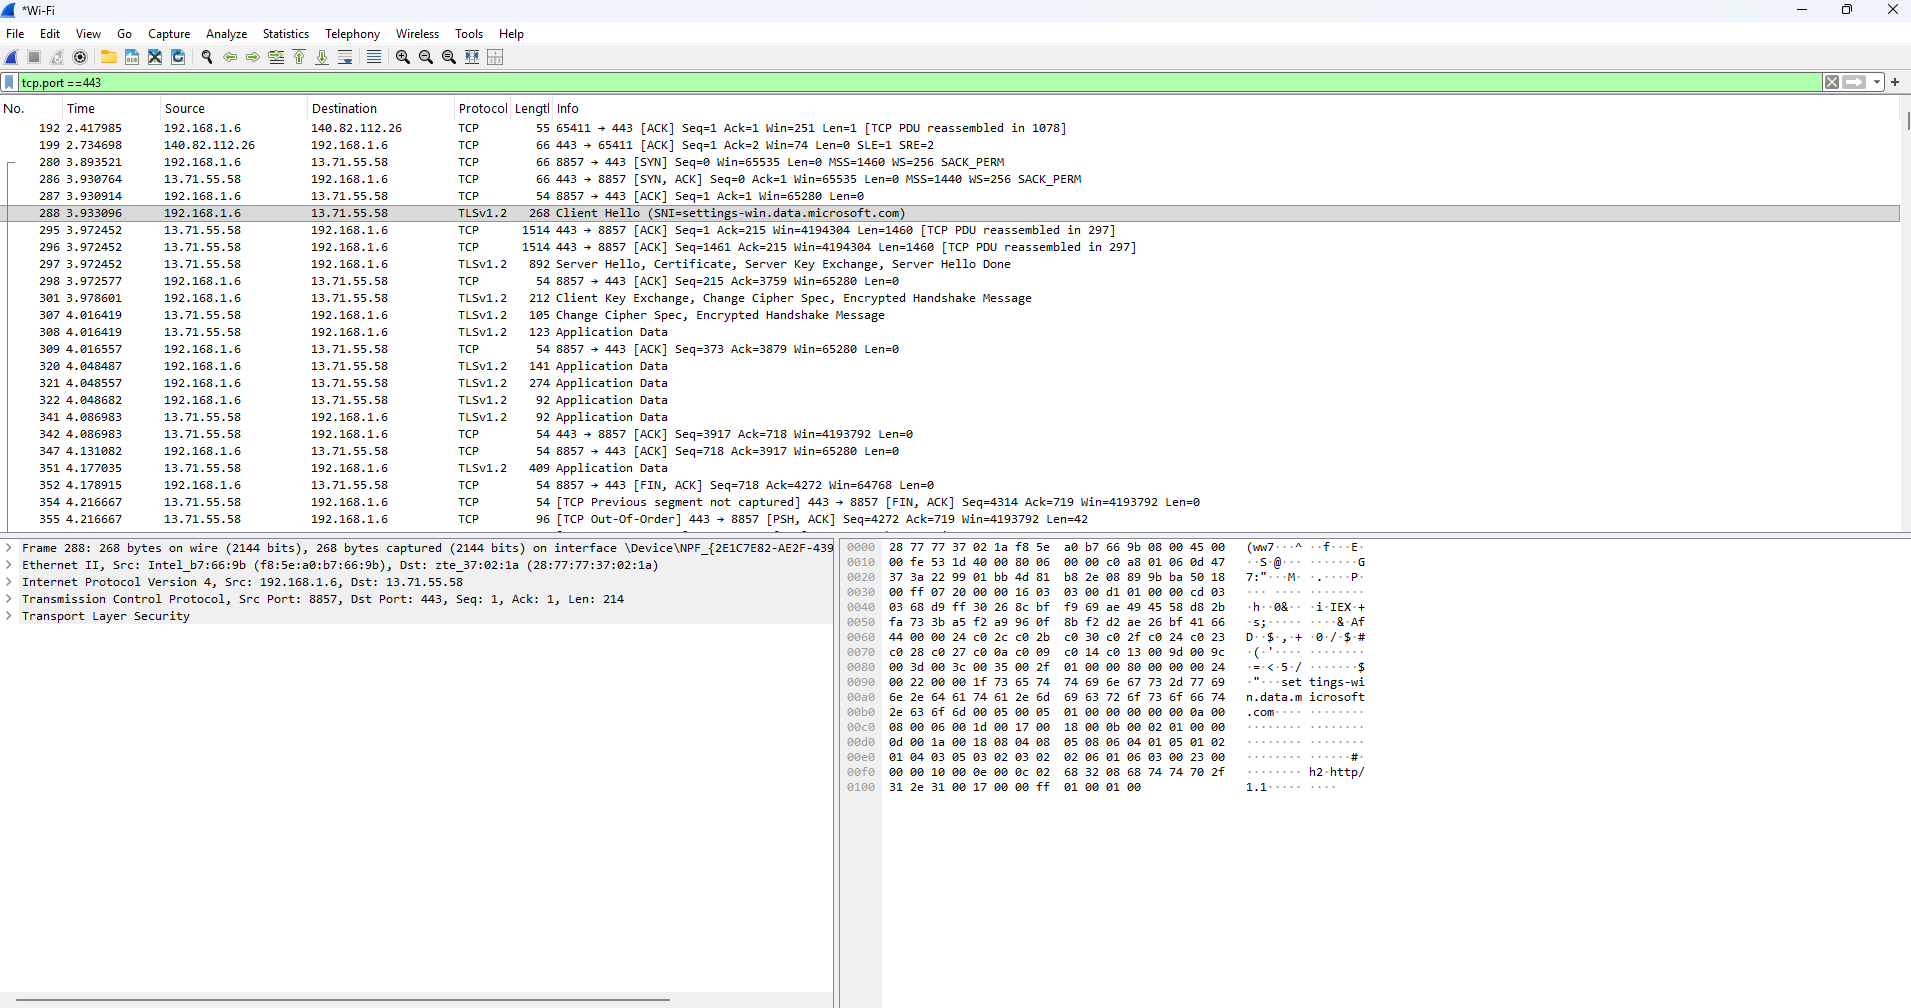 *Wi-Fi
File Edit View Go Capture Analyze Statistics Telephony Wireless Tools Help
tcp.port ==443
No. Time Source Destination Protocol Lengtl Info
192 2.417985 192.168.1.6 140.82.112.26 TCP 55 65411 → 443 [ACK] Seq=1 Ack=1 Win=251 Len=1 [TCP PDU reassembled in 1078]
199 2.734698 140.82.112.26 192.168.1.6 TCP 66 443 → 65411 [ACK] Seq=1 Ack=2 Win=74 Len=0 SLE=1 SRE=2
280 3.893521 192.168.1.6 13.71.55.58 TCP 66 8857 → 443 [SYN] Seq=0 Win=65535 Len=0 MSS=1460 WS=256 SACK_PERM
286 3.930764 13.71.55.58 192.168.1.6 TCP 66 443 → 8857 [SYN, ACK] Seq=0 Ack=1 Win=65535 Len=0 MSS=1440 WS=256 SACK_PERM
287 3.930914 192.168.1.6 13.71.55.58 TCP 54 8857 → 443 [ACK] Seq=1 Ack=1 Win=65280 Len=0
288 3.933096 192.168.1.6 13.71.55.58 TLSv1.2 268 Client Hello (SNI=settings-win.data.microsoft.com)
295 3.972452 13.71.55.58 192.168.1.6 TCP 1514 443 → 8857 [ACK] Seq=1 Ack=215 Win=4194304 Len=1460 [TCP PDU reassembled in 297]
296 3.972452 13.71.55.58 192.168.1.6 TCP 1514 443 → 8857 [ACK] Seq=1461 Ack=215 Win=4194304 Len=1460 [TCP PDU reassembled in 297]
297 3.972452 13.71.55.58 192.168.1.6 TLSv1.2 892 Server Hello, Certificate, Server Key Exchange, Server Hello Done
298 3.972577 192.168.1.6 13.71.55.58 TCP 54 8857 → 443 [ACK] Seq=215 Ack=3759 Win=65280 Len=0
301 3.978601 192.168.1.6 13.71.55.58 TLSv1.2 212 Client Key Exchange, Change Cipher Spec, Encrypted Handshake Message
307 4.016419 13.71.55.58 192.168.1.6 TLSv1.2 105 Change Cipher Spec, Encrypted Handshake Message
308 4.016419 13.71.55.58 192.168.1.6 TLSv1.2 123 Application Data
309 4.016557 192.168.1.6 13.71.55.58 TCP 54 8857 → 443 [ACK] Seq=373 Ack=3879 Win=65280 Len=0
320 4.048487 192.168.1.6 13.71.55.58 TLSv1.2 141 Application Data
321 4.048557 192.168.1.6 13.71.55.58 TLSv1.2 274 Application Data
322 4.048682 192.168.1.6 13.71.55.58 TLSv1.2 92 Application Data
341 4.086983 13.71.55.58 192.168.1.6 TLSv1.2 92 Application Data
342 4.086983 13.71.55.58 192.168.1.6 TCP 54 443 → 8857 [ACK] Seq=3917 Ack=718 Win=4193792 Len=0
347 4.131082 192.168.1.6 13.71.55.58 TCP 54 8857 → 443 [ACK] Seq=718 Ack=3917 Win=65280 Len=0
351 4.177035 13.71.55.58 192.168.1.6 TLSv1.2 409 Application Data
352 4.178915 192.168.1.6 13.71.55.58 TCP 54 8857 → 443 [FIN, ACK] Seq=718 Ack=4272 Win=64768 Len=0
354 4.216667 13.71.55.58 192.168.1.6 TCP 54 [TCP Previous segment not captured] 443 → 8857 [FIN, ACK] Seq=4314 Ack=719 Win=4193792 Len=0
355 4.216667 13.71.55.58 192.168.1.6 TCP 96 [TCP Out-Of-Order] 443 → 8857 [PSH, ACK] Seq=4272 Ack=719 Win=4193792 Len=42
Frame 288: 268 bytes on wire (2144 bits), 268 bytes captured (2144 bits) on interface \Device\NPF_{2E1C7E82-AE2F-439
Ethernet II, Src: Intel_b7:66:9b (f8:5e:a0:b7:66:9b), Dst: zte_37:02:1a (28:77:77:37:02:1a)
Internet Protocol Version 4, Src: 192.168.1.6, Dst: 13.71.55.58
Transmission Control Protocol, Src Port: 8857, Dst Port: 443, Seq: 1, Ack: 1, Len: 214
Transport Layer Security
0000 28 77 77 37 02 1a f8 5e a0 b7 66 9b 08 00 45 00 (ww7···^ ··f···E·
0010 00 fe 53 1d 40 00 80 06 00 00 c0 a8 01 06 0d 47 ··S·@··· ·······G
0020 37 3a 22 99 01 bb 4d 81 b8 2e 08 89 9b ba 50 18 7:"···M· ·.····P·
0030 00 ff 07 20 00 00 16 03 03 00 d1 01 00 00 cd 03 ··· ···· ········
0040 03 68 d9 ff 30 26 8c bf f9 69 ae 49 45 58 d8 2b ·h··0&·· ·i·IEX·+
0050 fa 73 3b a5 f2 a9 96 0f 8b f2 d2 ae 26 bf 41 66 ·s;····· ····&·Af
0060 44 00 00 24 c0 2c c0 2b c0 30 c0 2f c0 24 c0 23 D··$·,·+ ·0·/·$·#
0070 c0 28 c0 27 c0 0a c0 09 c0 14 c0 13 00 9d 00 9c ·(·'···· ········
0080 00 3d 00 3c 00 35 00 2f 01 00 00 80 00 00 00 24 ·=·<·5·/ ·······$
0090 00 22 00 00 1f 73 65 74 74 69 6e 67 73 2d 77 69 ·"···set tings-wi
00a0 6e 2e 64 61 74 61 2e 6d 69 63 72 6f 73 6f 66 74 n.data.m icrosoft
00b0 2e 63 6f 6d 00 05 00 05 01 00 00 00 00 00 0a 00 .com···· ········
00c0 08 00 06 00 1d 00 17 00 18 00 0b 00 02 01 00 00 ········ ········
00d0 0d 00 1a 00 18 08 04 08 05 08 06 04 01 05 01 02 ········ ········
00e0 01 04 03 05 03 02 03 02 02 06 01 06 03 00 23 00 ········ ······#·
00f0 00 00 10 00 0e 00 0c 02 68 32 08 68 74 74 70 2f ········ h2·http/
0100 31 2e 31 00 17 00 00 ff 01 00 01 00 1.1····· ····